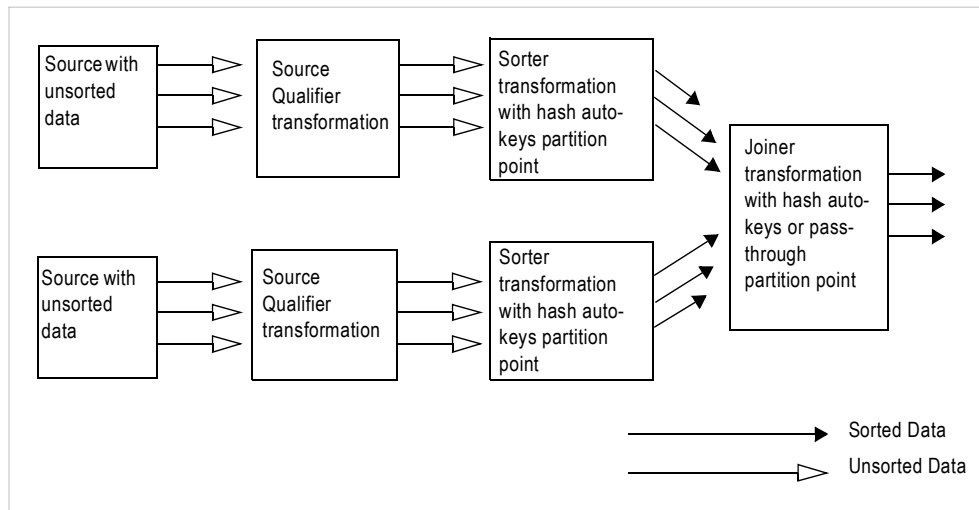 Source with
unsorted
data
Source
Qualifier
transformation
Sorter
transformation
with hash auto-
keys partition
point
Joiner
transformation
with hash auto-
keys or pass-
through
partition point
Source with
unsorted
data
Source
Qualifier
transformation
Sorter
transformation
with hash auto-
keys partition
point
Sorted Data
Unsorted Data